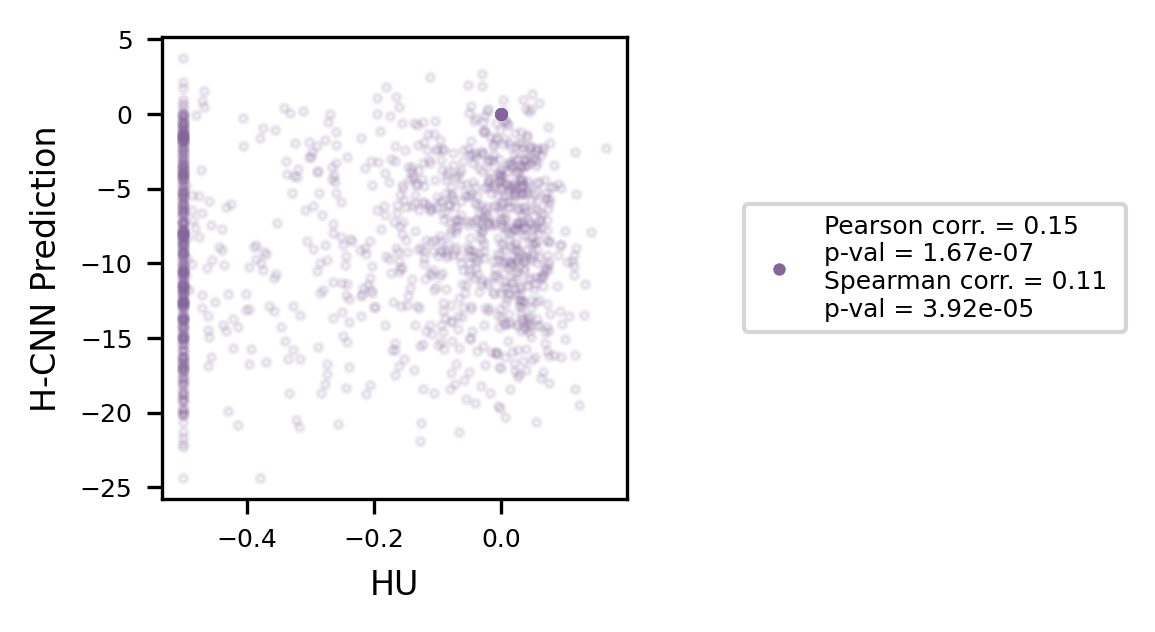 5
0
−5
−10
−15
−20
−25
H-CNN Prediction
−0.4
−0.2
0.0
HU
Pearson corr. = 0.15
p-val = 1.67e-07
Spearman corr. = 0.11
p-val = 3.92e-05